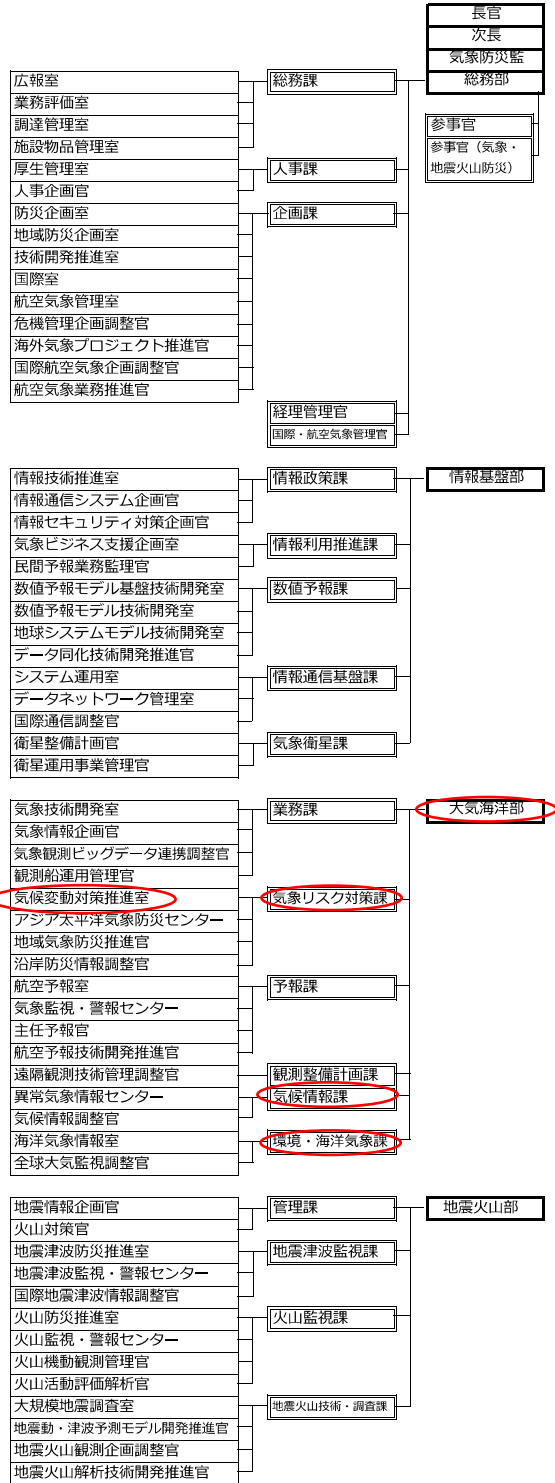 長官
次長
気象防災監
総務部
参事官
参事官（気象・
地震火山防災）
広報室
総務課
業務評価室
調達管理室
施設物品管理室
厚生管理室
人事課
人事企画官
防災企画室
企画課
地域防災企画室
技術開発推進室
国際室
航空気象管理室
危機管理企画調整官
海外気象プロジェクト推進官
国際航空気象企画調整官
航空気象業務推進官
経理管理官
国際・航空気象管理官
情報技術推進室
情報政策課
情報基盤部
情報通信システム企画官
情報セキュリティ対策企画官
気象ビジネス支援企画室
情報利用推進課
民間予報業務監理官
数値予報モデル基盤技術開発室
数値予報課
数値予報モデル技術開発室
地球システムモデル技術開発室
データ同化技術開発推進官
システム運用室
情報通信基盤課
データネットワーク管理室
国際通信調整官
衛星整備計画官
気象衛星課
衛星運用事業管理官
気象技術開発室
業務課
大気海洋部
気象情報企画官
気象観測ビッグデータ連携調整官
観測船運用管理官
気候変動対策推進室
気象リスク対策課
アジア太平洋気象防災センター
地域気象防災推進官
沿岸防災情報調整官
航空予報室
予報課
気象監視・警報センター
主任予報官
航空予報技術開発推進官
遠隔観測技術管理調整官
観測整備計画課
異常気象情報センター
気候情報課
気候情報調整官
海洋気象情報室
環境・海洋気象課
全球大気監視調整官
地震情報企画官
管理課
地震火山部
火山対策官
地震津波防災推進室
地震津波監視課
地震津波監視・警報センター
国際地震津波情報調整官
火山防災推進室
火山監視課
火山監視・警報センター
火山機動観測管理官
火山活動評価解析官
大規模地震調査室
地震火山技術・調査課
地震動・津波予測モデル開発推進官
地震火山観測企画調整官
地震火山解析技術開発推進官